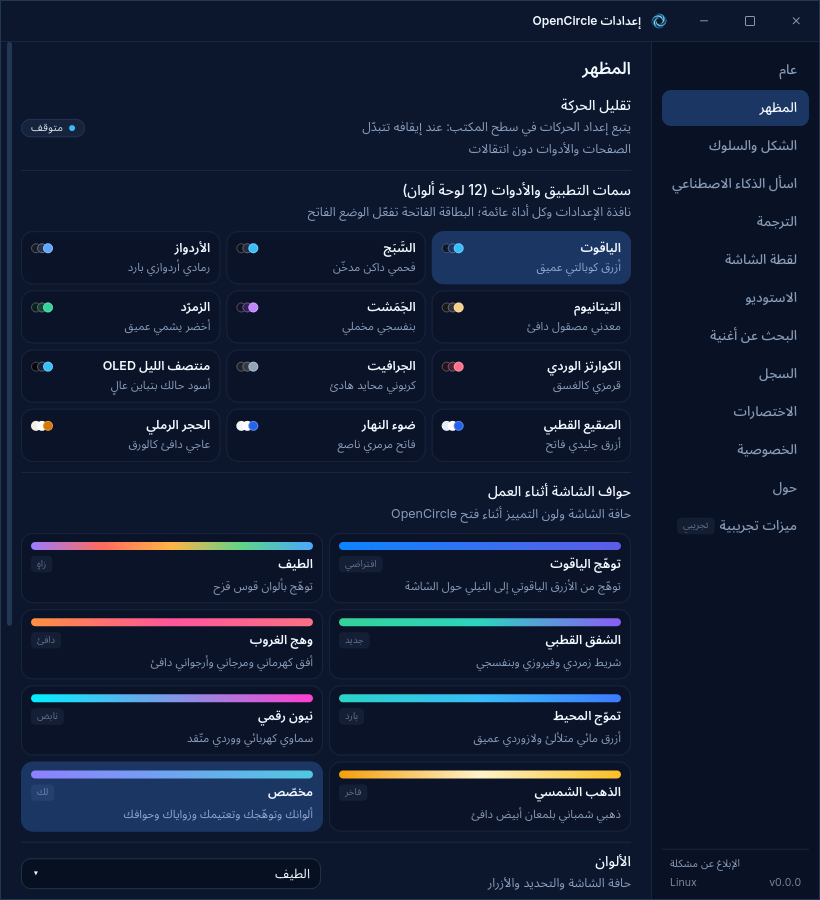 إعدادات OpenCircle
عام
المظهر
الشكل والسلوك
اسأل الذكاء الاصطناعي
الترجمة
لقطة الشاشة
الاستوديو
البحث عن أغنية
السجل
الاختصارات
الخصوصية
حول
ميزات تجريبية تجريبي
الإبلاغ عن مشكلة
v0.0.0 Linux
المظهر
تقليل الحركة
يتبع إعداد الحركات في سطح المكتب: عند إيقافه تتبدّل
الصفحات والأدوات دون انتقالات
متوقف
سمات التطبيق والأدوات (12 لوحة ألوان)
نافذة الإعدادات وكل أداة عائمة؛ البطاقة الفاتحة تفعّل الوضع الفاتح
الياقوت
أزرق كوبالتي عميق
السَّبَج
فحمي داكن مدخّن
الأردواز
رمادي أردوازي بارد
التيتانيوم
معدني مصقول دافئ
الجَمَشت
بنفسجي مخملي
الزمرّد
أخضر يشمي عميق
الكوارتز الوردي
قرمزي كالغسق
الجرافيت
كربوني محايد هادئ
منتصف الليل OLED
أسود حالك بتباين عالٍ
الصقيع القطبي
أزرق جليدي فاتح
ضوء النهار
فاتح مرمري ناصع
الحجر الرملي
عاجي دافئ كالورق
حواف الشاشة أثناء العمل
حافة الشاشة ولون التمييز أثناء فتح OpenCircle
توهّج الياقوت افتراضي
توهّج من الأزرق الياقوتي إلى النيلي حول الشاشة
الطيف زاهٍ
توهّج بألوان قوس قزح
الشفق القطبي جديد
شريط زمردي وفيروزي وبنفسجي
وهج الغروب دافئ
أفق كهرماني ومرجاني وأرجواني دافئ
تموّج المحيط بارد
أزرق مائي متلألئ ولازوردي عميق
نيون رقمي نابض
سماوي كهربائي ووردي متّقد
الذهب الشمسي فاخر
ذهبي شمباني بلمعان أبيض دافئ
مخصّص لك
ألوانك وتوهّجك وتعتيمك وزواياك وحوافك
الألوان
حافة الشاشة والتحديد والأزرار
الطيف